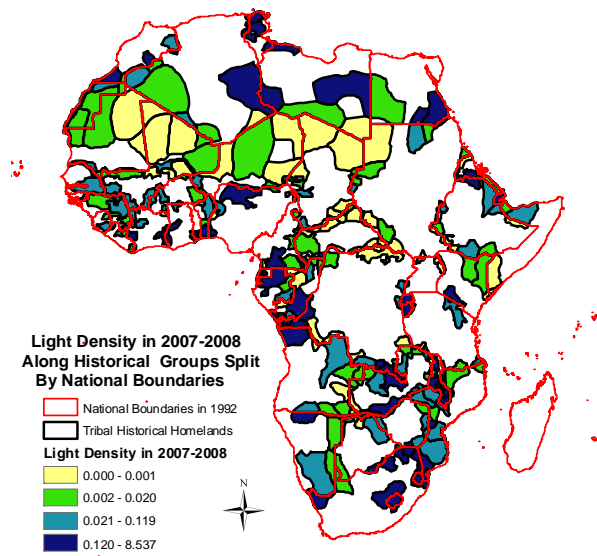 Light Density in 2007-2008
Along Historical Groups Split
By National Boundaries
National Boundaries in 1992
Tribal Historical Homelands
Light Density in 2007-2008
0.000 - 0.001
0.002 - 0.020
0.021 - 0.119
0.120 - 8.537
N